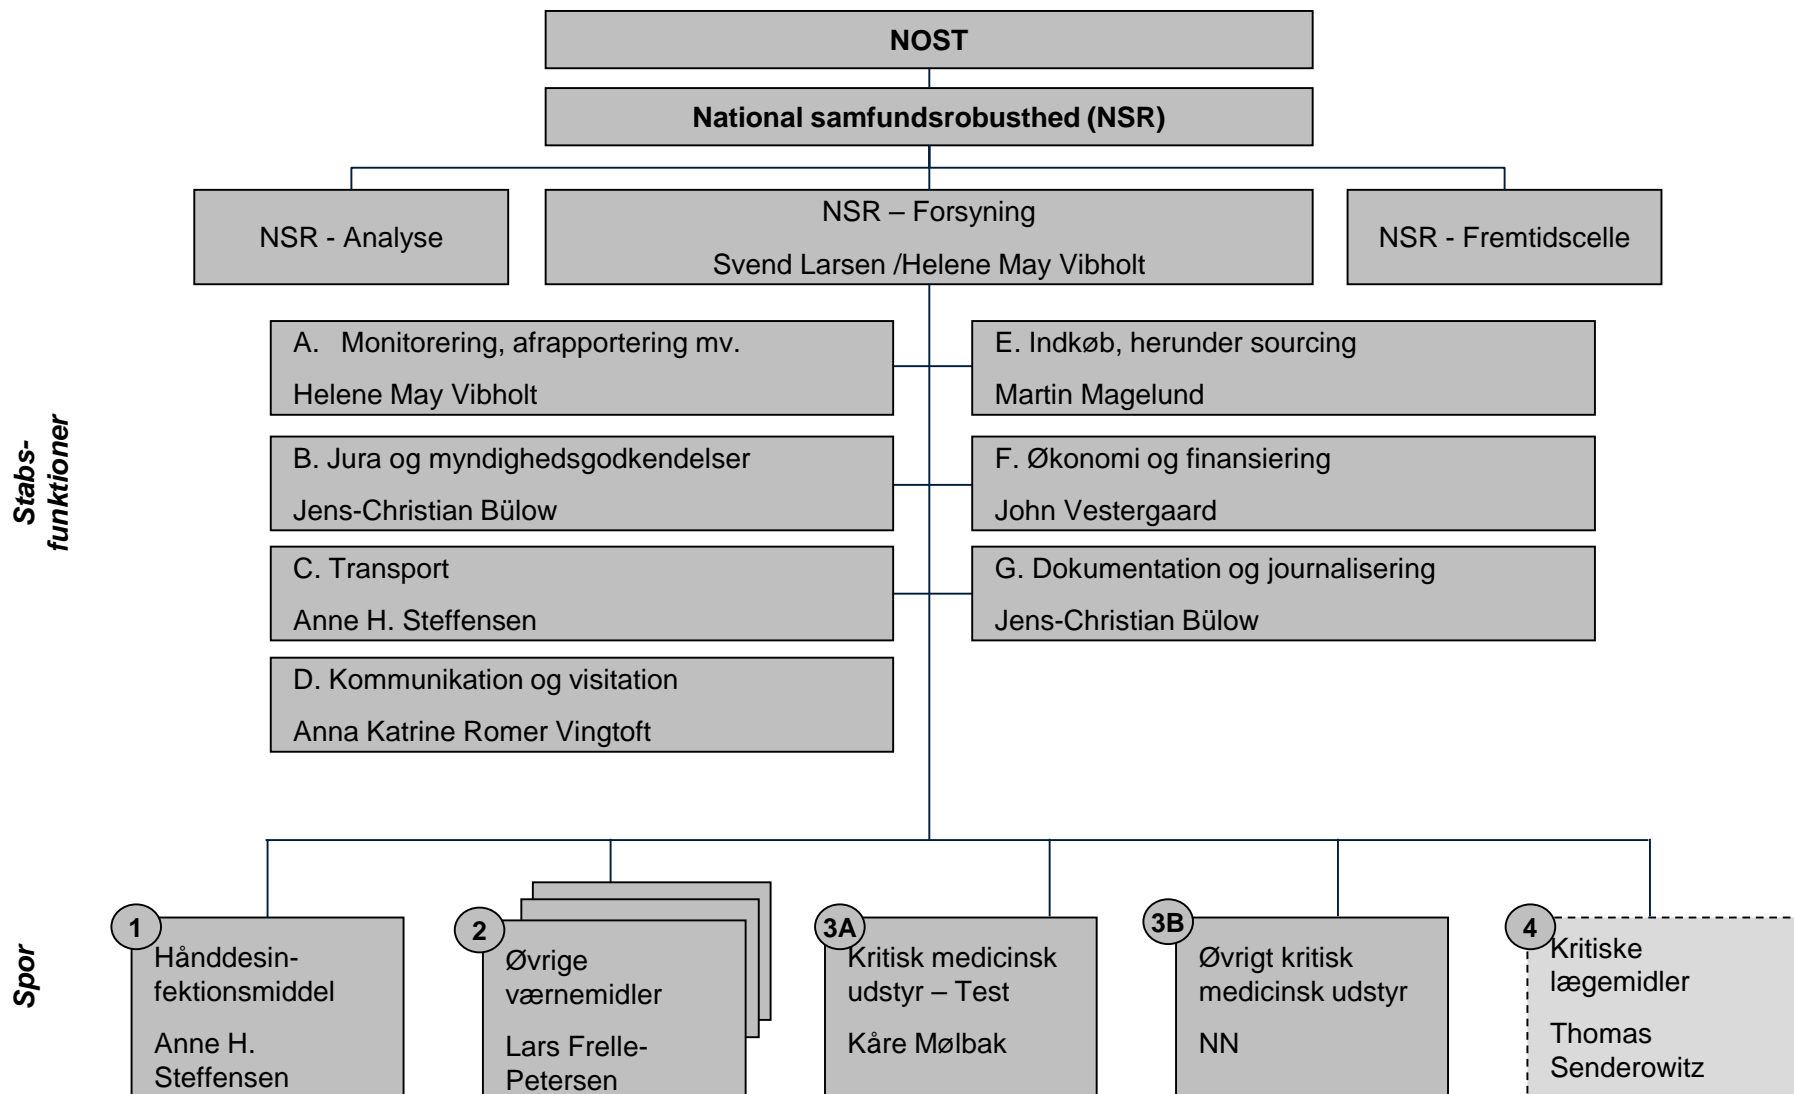 NOST
National samfundsrobusthed (NSR)
NSR - Analyse
NSR – Forsyning
Svend Larsen /Helene May Vibholt
NSR - Fremtidscelle
Stabs-
funktioner
A. Monitorering, afrapportering mv.
Helene May Vibholt
E. Indkøb, herunder sourcing
Martin Magelund
B. Jura og myndighedsgodkendelser
Jens-Christian Bülow
F. Økonomi og finansiering
John Vestergaard
C. Transport
Anne H. Steffensen
G. Dokumentation og journalisering
Jens-Christian Bülow
D. Kommunikation og visitation
Anna Katrine Romer Vingtoft
Spor
1
Hånddesin-
fektionsmiddel
Anne H.
Steffensen
2
Øvrige
værnemidler
Lars Frelle-
Petersen
3A
Kritisk medicinsk
udstyr – Test
Kåre Mølbak
3B
Øvrigt kritisk
medicinsk udstyr
NN
4
Kritiske
lægemidler
Thomas
Senderowitz